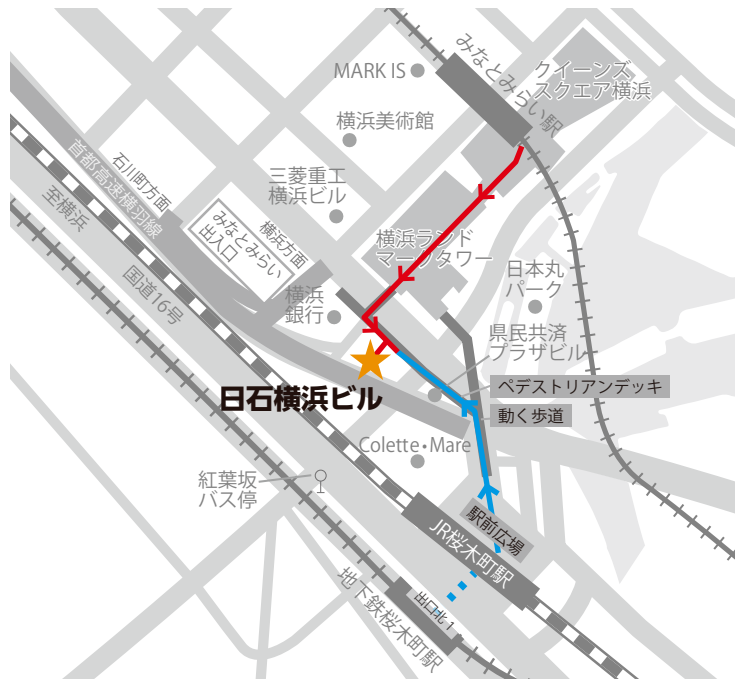 MARK IS
みなとみらい駅
クイーンズ
スクエア横浜
横浜美術館
三菱重工
横浜ビル
石川町方面
首都高速横羽線
至横浜
みなとみらい
出入口
横浜方面
横浜ランド
マークタワー
日本丸
パーク
国道16号
横浜
銀行
県民共済
プラザビル
ペデストリアンデッキ
動く歩道
日石横浜ビル
Colette・Mare
紅葉坂
バス停
駅前広場
JR桜木町駅
出口北1
地下鉄桜木町駅